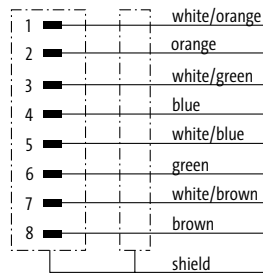 1 white/orange
2 orange
3 white/green
4 blue
5 white/blue
6 green
7 white/brown
8 brown
shield